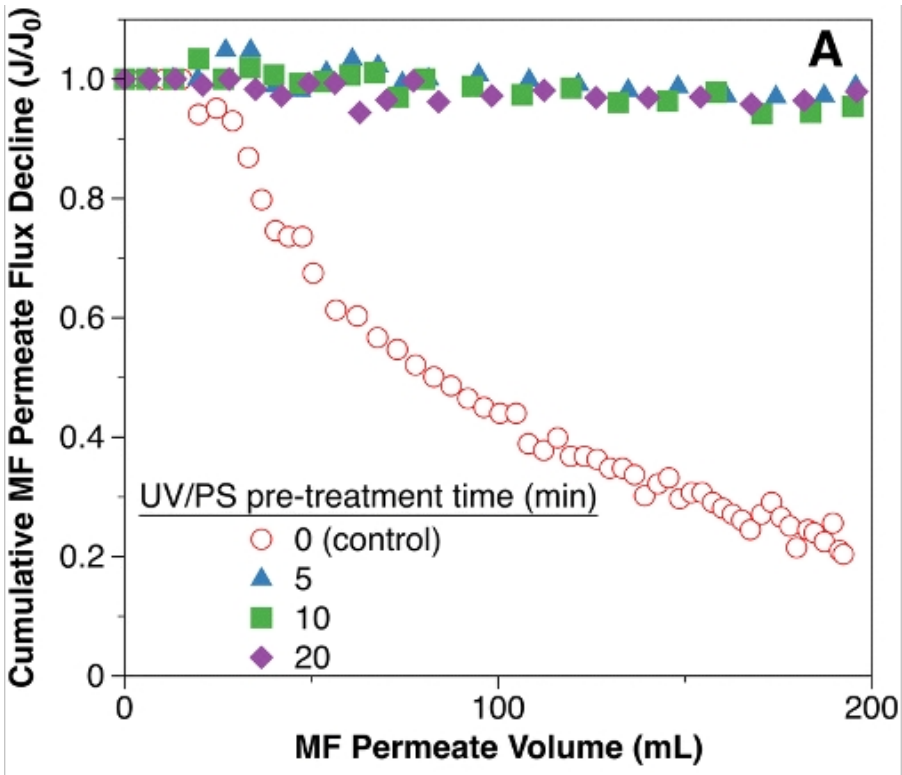 A
Cumulative MF Permeate Flux Decline (J/J₀)
1.0
0.8
0.6
0.4
0.2
0
UV/PS pre-treatment time (min)
0 (control)
5
10
20
0
100
200
MF Permeate Volume (mL)